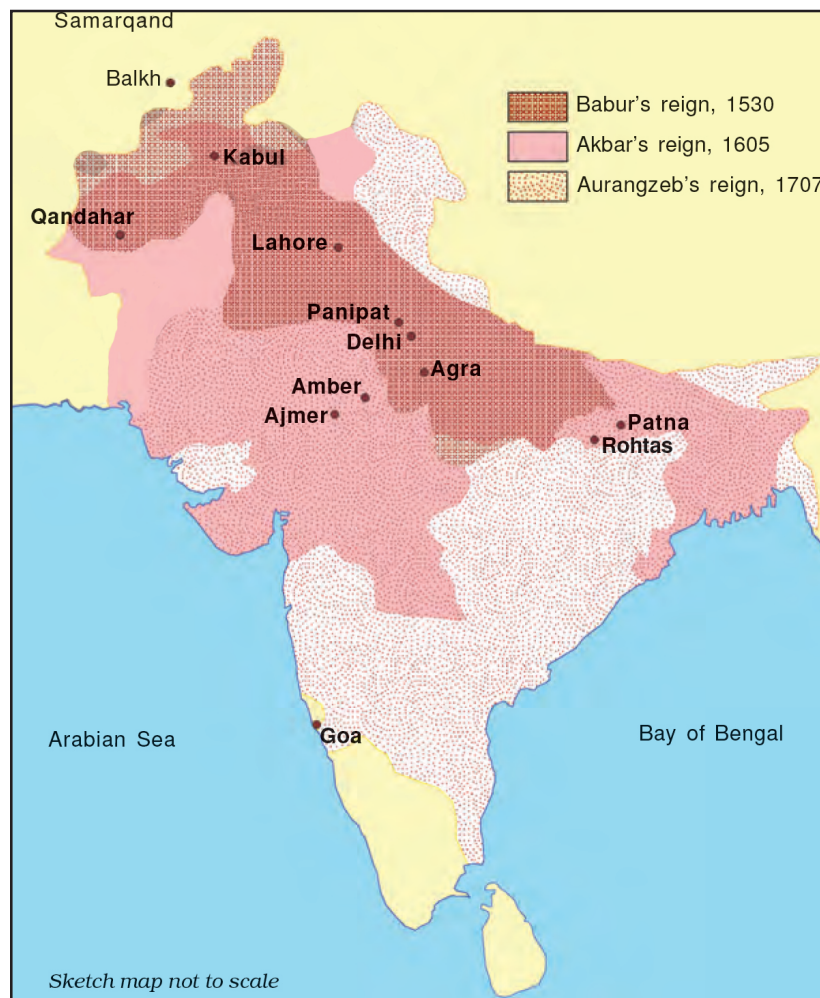 Samarqand
Balkh
Babur's reign, 1530
Akbar's reign, 1605
Aurangzeb's reign, 1707
Kabul
Qandahar
Lahore
Panipat
Delhi
Agra
Amber
Ajmer
Patna
Rohtas
Goa
Arabian Sea
Bay of Bengal
Sketch map not to scale